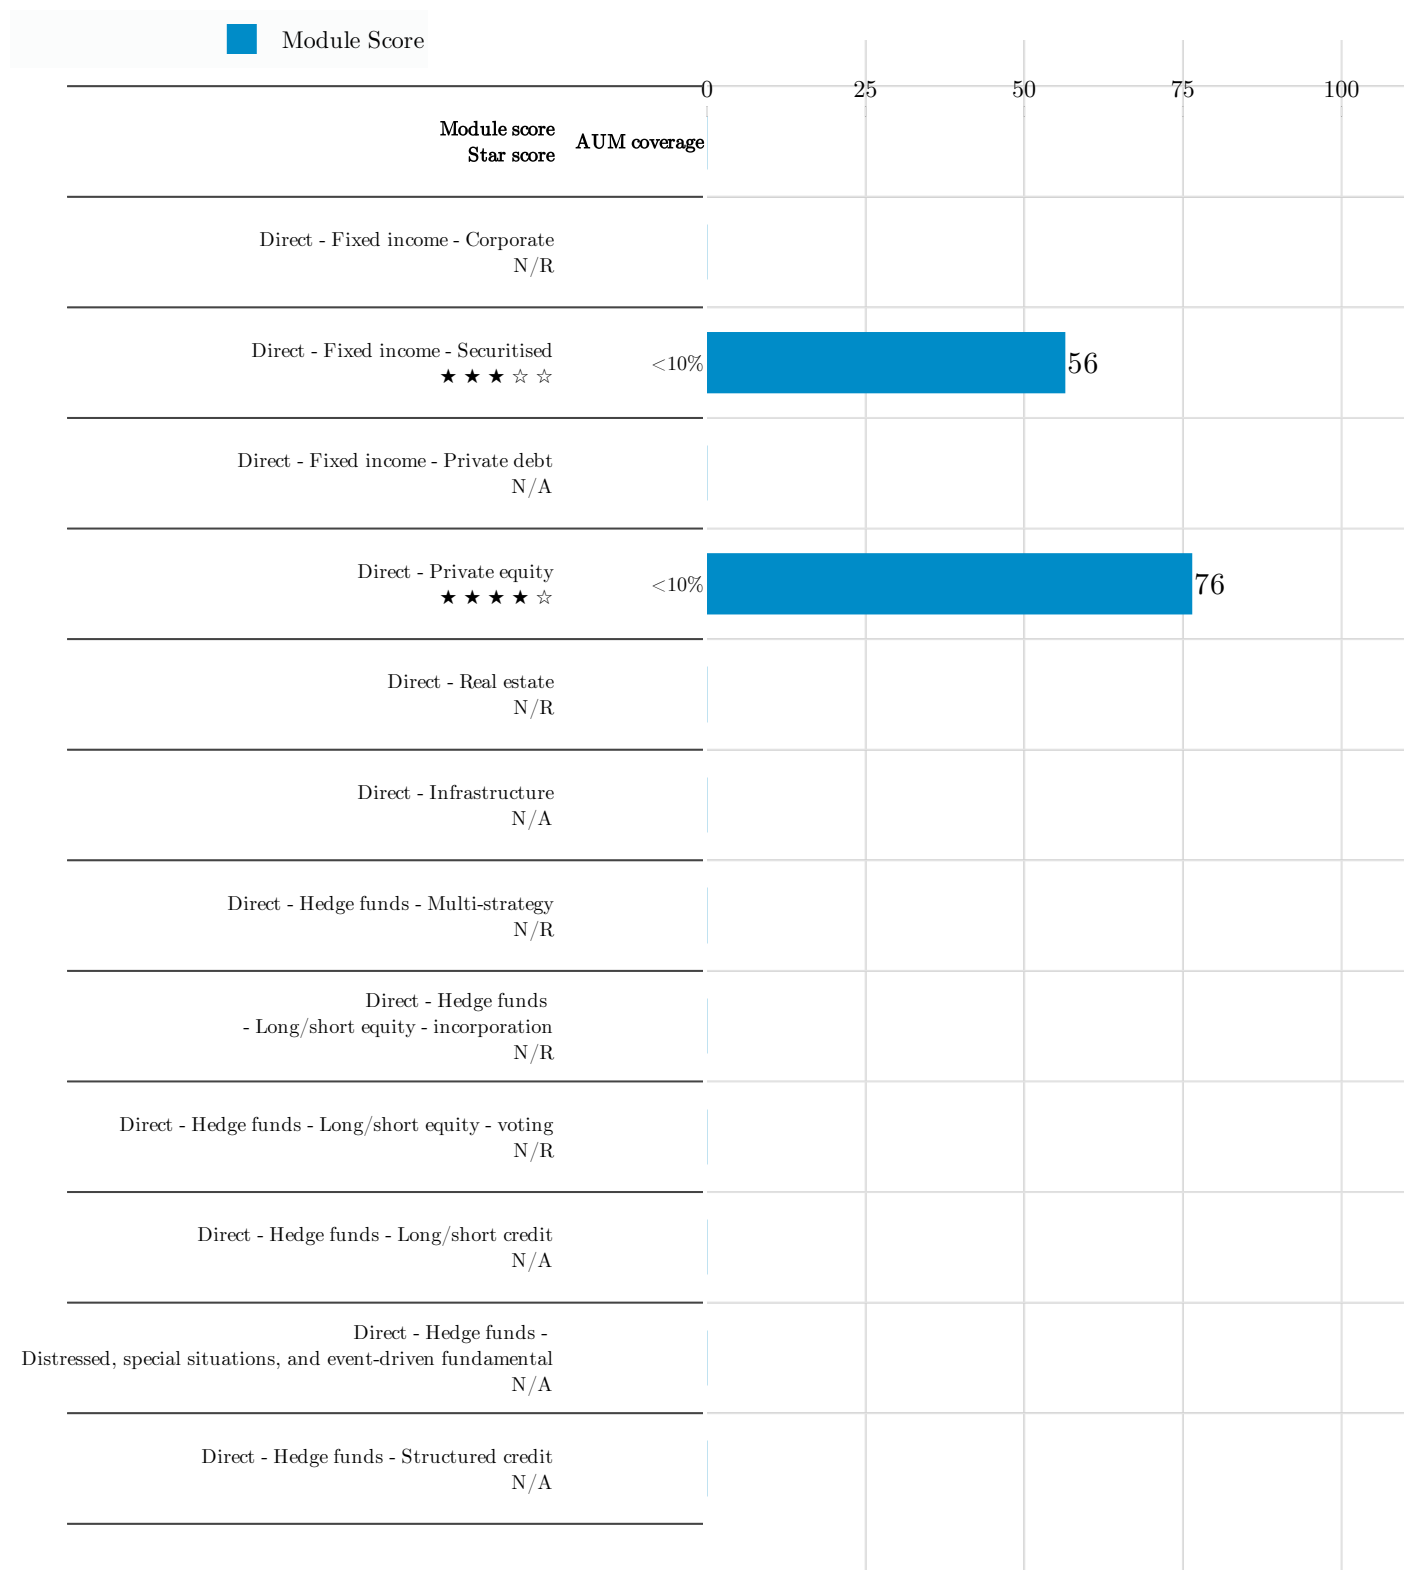 Module Score
0 25 50 75 100
Module score
Star score
AUM coverage
Direct - Fixed income - Corporate
N/R
Direct - Fixed income - Securitised
★ ★ ★ ☆ ☆
<10%
56
Direct - Fixed income - Private debt
N/A
Direct - Private equity
★ ★ ★ ★ ☆
<10%
76
Direct - Real estate
N/R
Direct - Infrastructure
N/A
Direct - Hedge funds - Multi-strategy
N/R
Direct - Hedge funds
- Long/short equity - incorporation
N/R
Direct - Hedge funds - Long/short equity - voting
N/R
Direct - Hedge funds - Long/short credit
N/A
Direct - Hedge funds -
Distressed, special situations, and event-driven fundamental
N/A
Direct - Hedge funds - Structured credit
N/A